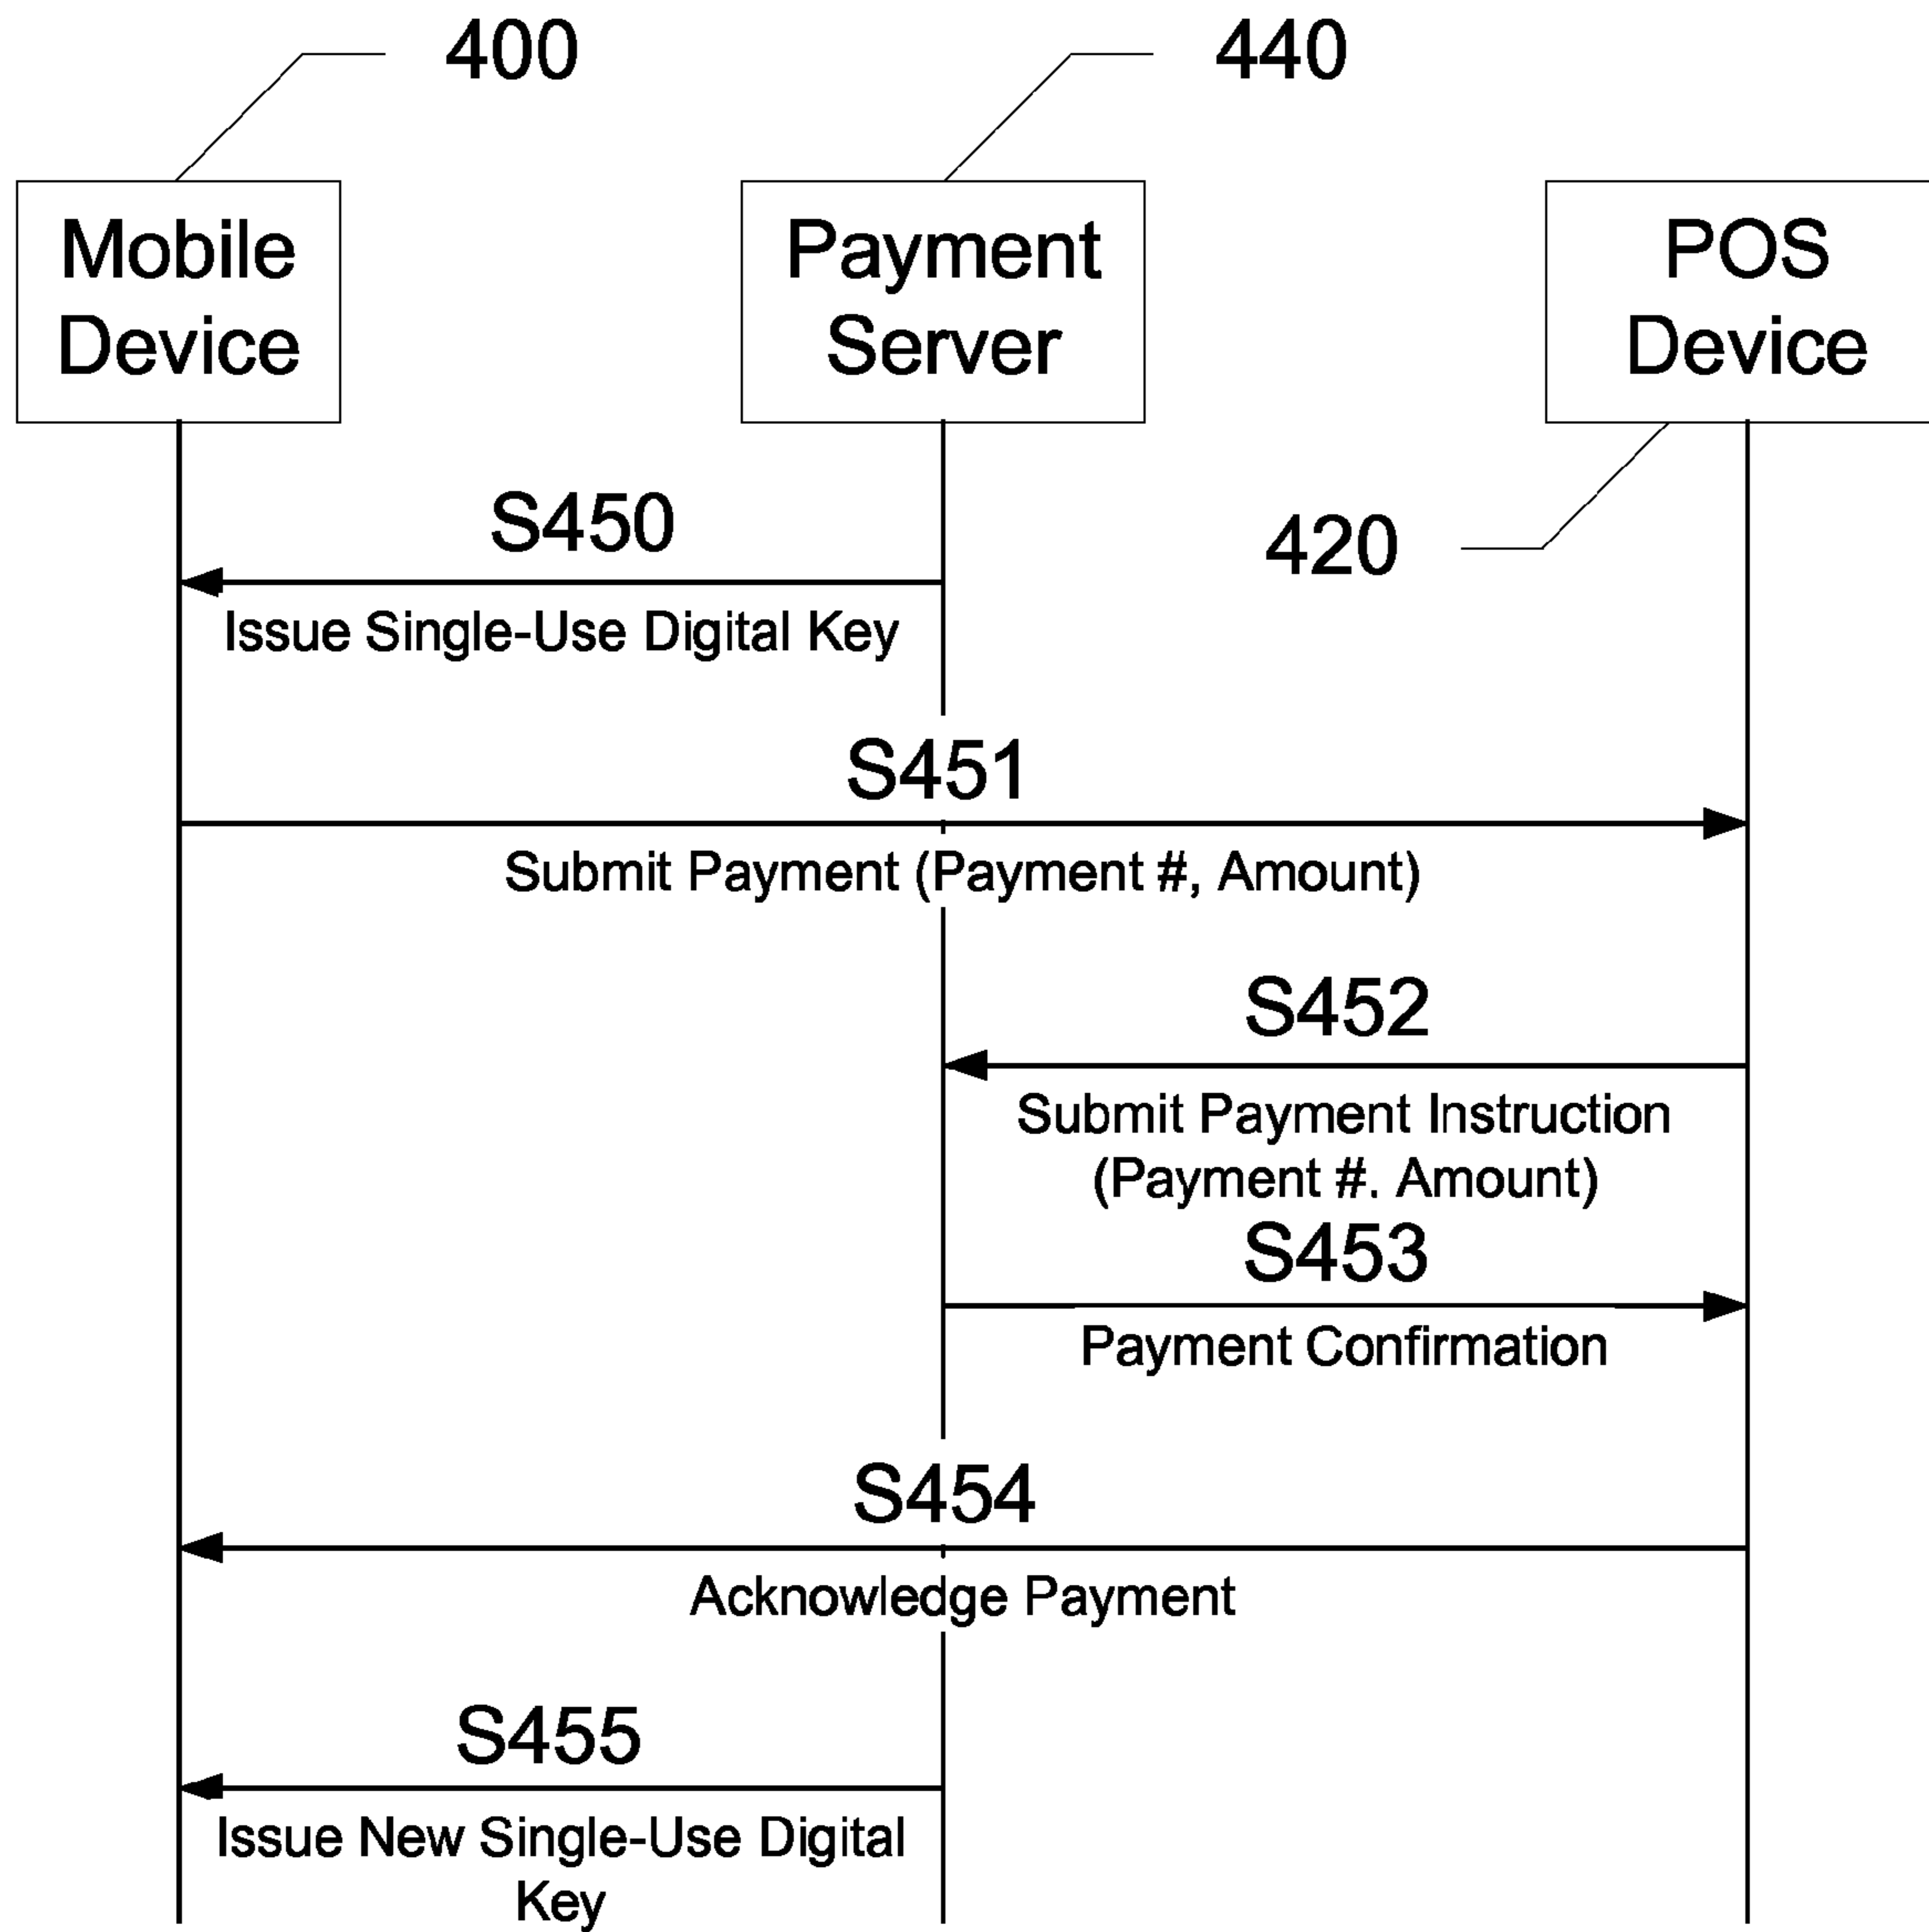 400
440
Mobile
Device
Payment
Server
POS
Device
S450
420
Issue Single-Use Digital Key
S451
Submit Payment (Payment #, Amount)
S452
Submit Payment Instruction
(Payment #. Amount)
S453
Payment Confirmation
S454
Acknowledge Payment
S455
Issue New Single-Use Digital
Key